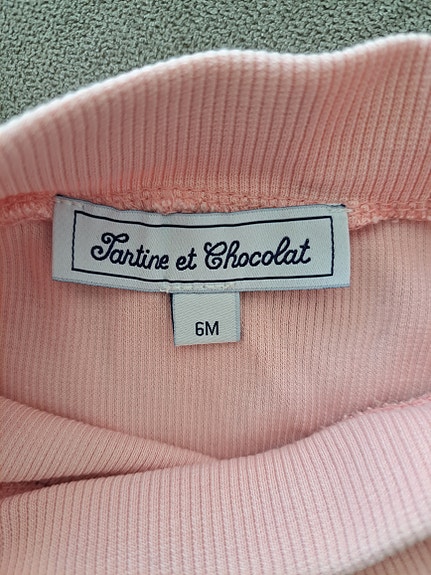 Tartine et Chocolat
6M